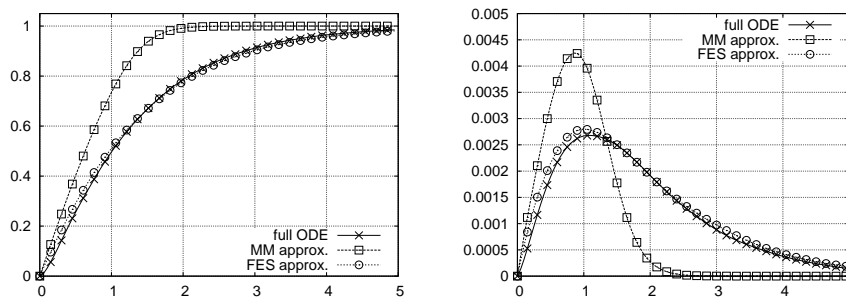 1
0.8
0.6
0.4
0.2
0
0 1 2 3 4 5
full ODE
MM approx.
FES approx.
0.005
0.0045
0.004
0.0035
0.003
0.0025
0.002
0.0015
0.001
0.0005
0
0 1 2 3 4 5
full ODE
MM approx.
FES approx.